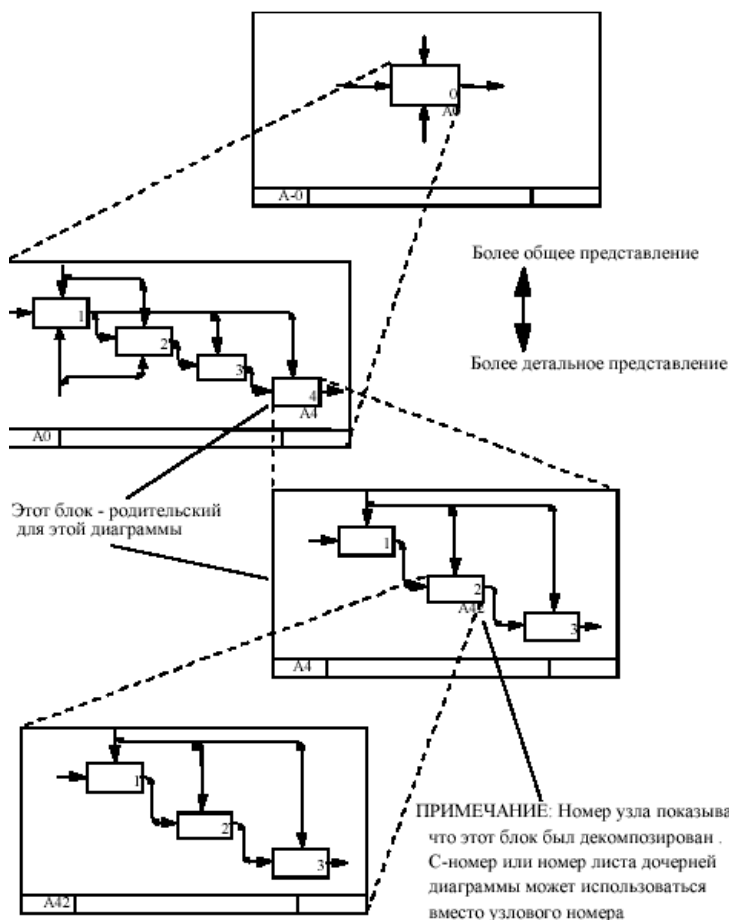 0
A0
A-0
Более общее представление
Более детальное представление
1
2
3
4
A4
A0
Этот блок - родительский
для этой диаграммы
1
2
A42
3
A4
1
2
3
A42
ПРИМЕЧАНИЕ: Номер узла показыва
что этот блок был декомпозирован .
С-номер или номер листа дочерней
диаграммы может использоваться
вместо узлового номера